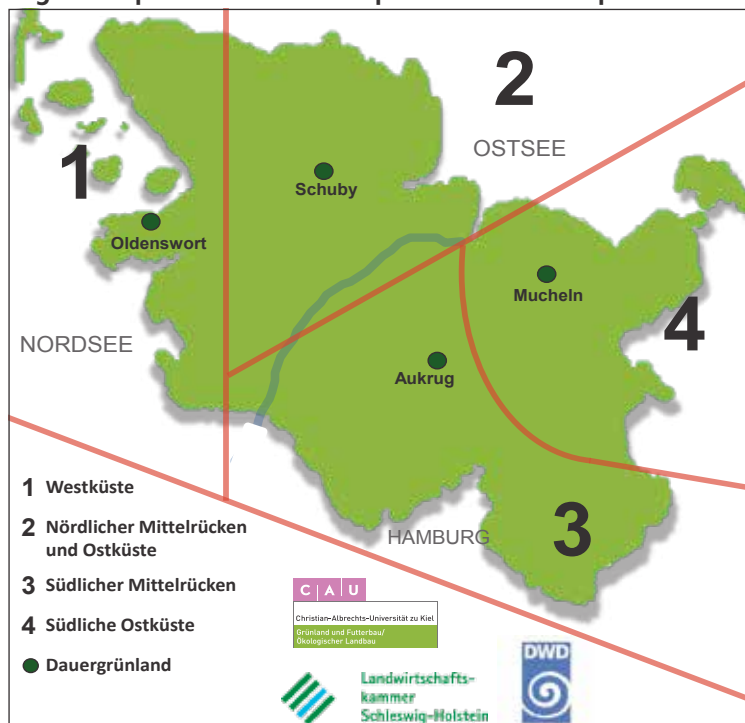 2
OSTSEE
1
Schuby
Oldenswort
Mucheln
NORDSEE
4
Aukrug
1 Westküste
2 Nördlicher Mittelrücken
und Ostküste
3
HAMBURG
3 Südlicher Mittelrücken
4 Südliche Ostküste
Dauergrünland
C A U
Christian-Albrechts-Universität zu Kiel
Grünland und Futterbau/
Ökologischer Landbau
Landwirtschafts-
kammer
Schleswig-Holstein
DWD